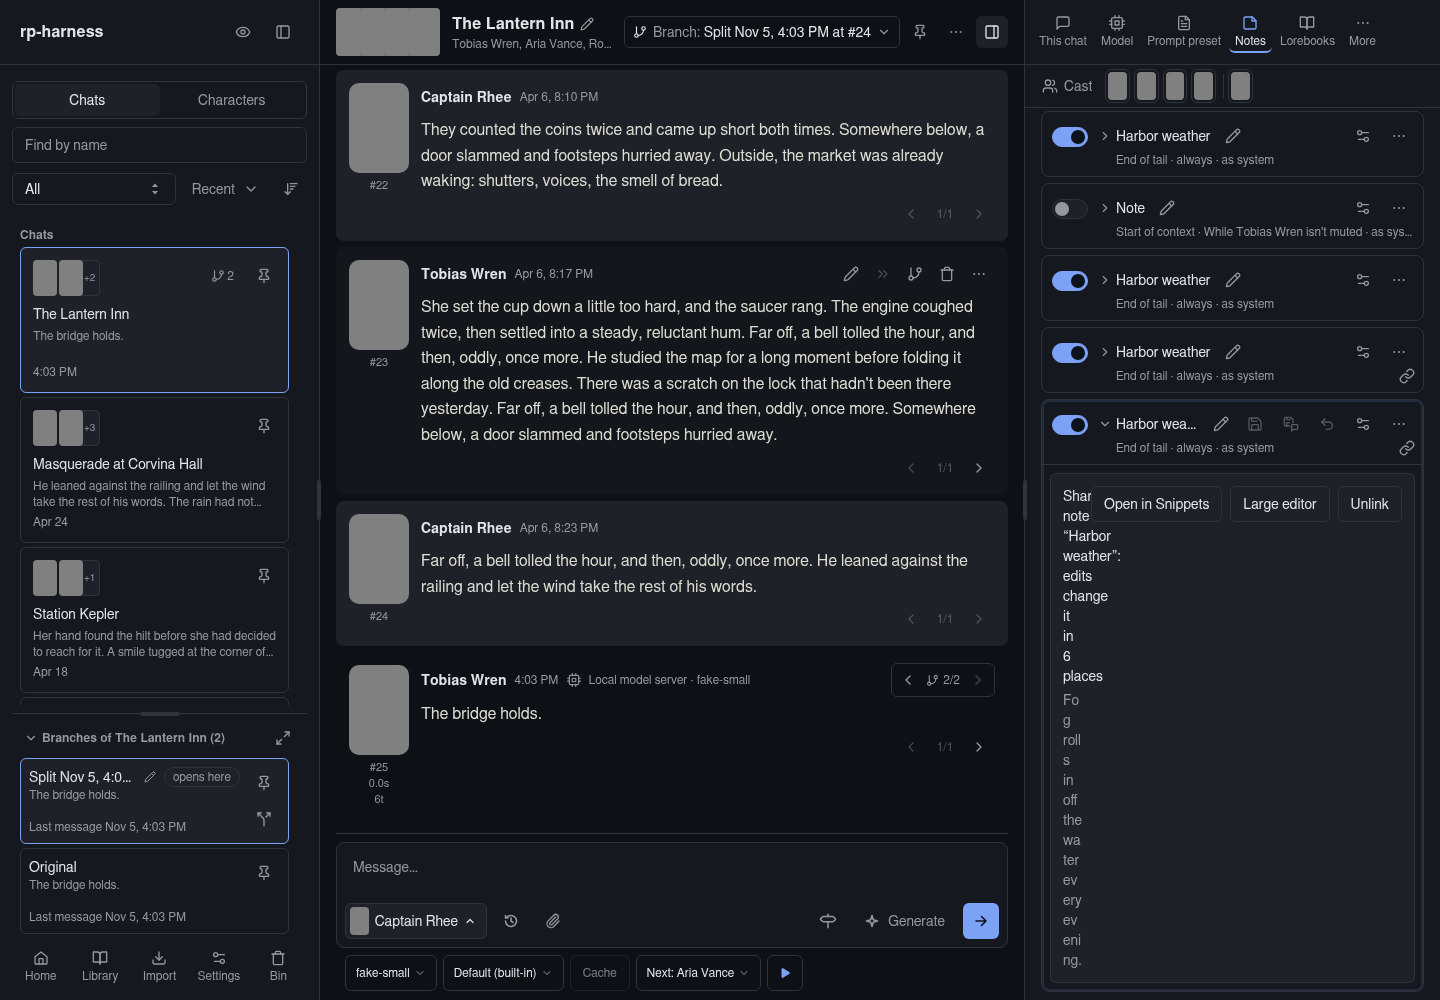 rp-harness
Chats
Characters
Find by name
All
Recent
Chats
+2
2
The Lantern Inn
The bridge holds.
4:03 PM
+3
Masquerade at Corvina Hall
He leaned against the railing and let the wind
take the rest of his words. The rain had not…
Apr 24
+1
Station Kepler
Her hand found the hilt before she had decided
to reach for it. A smile tugged at the corner of…
Apr 18
Branches of The Lantern Inn (2)
Split Nov 5, 4:0…
opens here
The bridge holds.
Last message Nov 5, 4:03 PM
Original
The bridge holds.
Last message Nov 5, 4:03 PM
Home
Library
Import
Settings
Bin
The Lantern Inn
Tobias Wren, Aria Vance, Ro…
Branch: Split Nov 5, 4:03 PM at #24
Captain Rhee Apr 6, 8:10 PM
They counted the coins twice and came up short both times. Somewhere below, a
door slammed and footsteps hurried away. Outside, the market was already
waking: shutters, voices, the smell of bread.
#22
1/1
Tobias Wren Apr 6, 8:17 PM
She set the cup down a little too hard, and the saucer rang. The engine coughed
twice, then settled into a steady, reluctant hum. Far off, a bell tolled the hour, and
then, oddly, once more. He studied the map for a long moment before folding it
along the old creases. There was a scratch on the lock that hadn't been there
yesterday. Far off, a bell tolled the hour, and then, oddly, once more. Somewhere
below, a door slammed and footsteps hurried away.
#23
1/1
Captain Rhee Apr 6, 8:23 PM
Far off, a bell tolled the hour, and then, oddly, once more. He leaned against the
railing and let the wind take the rest of his words.
#24
1/1
Tobias Wren 4:03 PM Local model server · fake-small
2/2
The bridge holds.
1/1
#25
0.0s
6t
Message…
Captain Rhee
Generate
fake-small
Default (built-in)
Cache
Next: Aria Vance
This chat
Model
Prompt preset
Notes
Lorebooks
More
Cast
Harbor weather
End of tail · always · as system
Note
Start of context · While Tobias Wren isn't muted · as sys…
Harbor weather
End of tail · always · as system
Harbor weather
End of tail · always · as system
Harbor wea…
End of tail · always · as system
Open in Snippets
Large editor
Unlink
Shar
note
“Harbor
weather”:
edits
change
it
in
6
places
Fo
g
roll
s
in
off
the
wa
ter
ev
ery
ev
eni
ng.